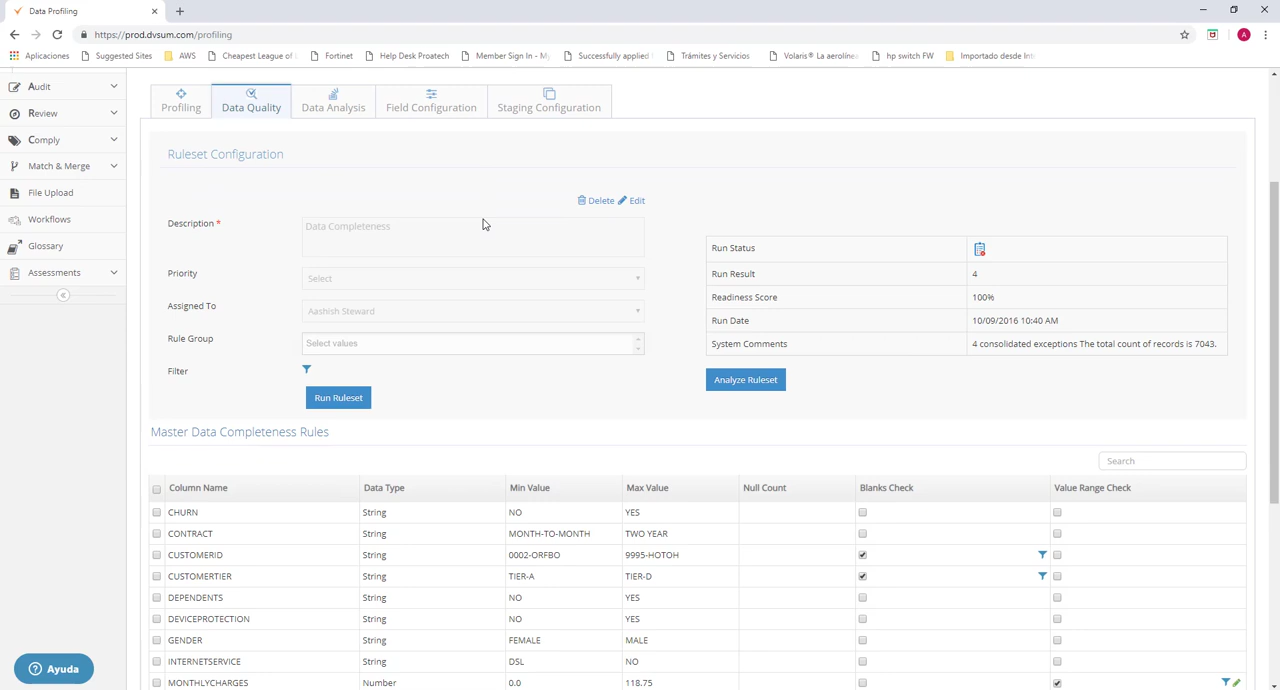 Data Profiling
https://prod.dvsum.com/profiling
Aplicaciones Suggested Sites AWS Cheapest League of Fortinet Help Desk Proatech Member Sign In - My Successfully applied Trámites y Servicios Volaris® La aerolíne hp switch FW Importado desde Int
Audit
Review
Comply
Match & Merge
File Upload
Workflows
Glossary
Assessments
Profiling Data Quality Data Analysis Field Configuration Staging Configuration
Ruleset Configuration
Delete Edit
Description * Data Completeness
Priority Select
Assigned To Aashish Steward
Rule Group Select values
Filter
Run Ruleset
Run Status
Run Result 4
Readiness Score 100%
Run Date 10/09/2016 10:40 AM
System Comments 4 consolidated exceptions The total count of records is 7043.
Analyze Ruleset
Master Data Completeness Rules
Search
Column Name Data Type Min Value Max Value Null Count Blanks Check Value Range Check
CHURN String NO YES
CONTRACT String MONTH-TO-MONTH TWO YEAR
CUSTOMERID String 0002-ORFBO 9995-HOTOH
CUSTOMERTIER String TIER-A TIER-D
DEPENDENTS String NO YES
DEVICEPROTECTION String NO YES
GENDER String FEMALE MALE
INTERNETSERVICE String DSL NO
MONTHLYCHARGES Number 0.0 118.75
Ayuda
A